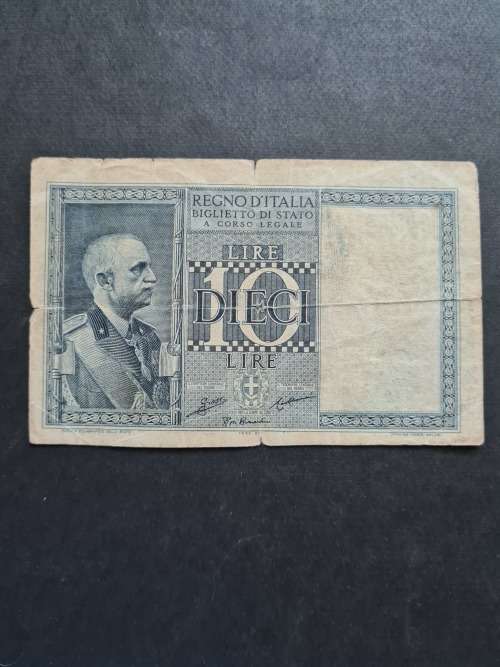 REGNO D'ITALIA
BIGLIETTO DI STATO
A CORSO LEGALE
LIRE
10
DIECI
LIRE